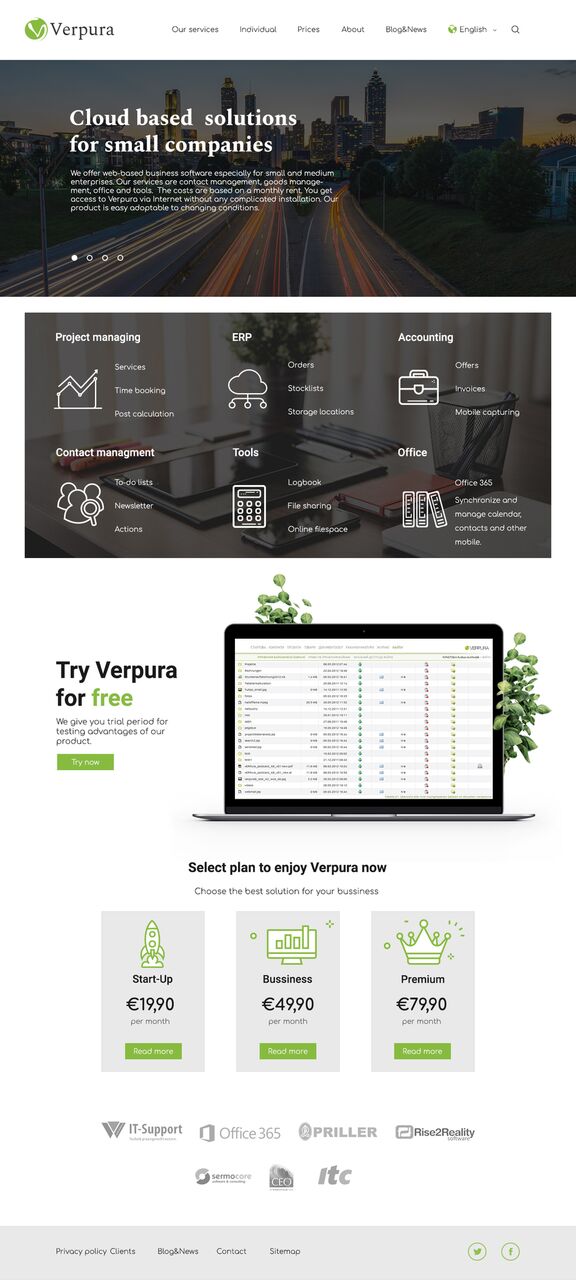 Verpura
Our services Individual Prices About Blog&News English
Cloud based solutions
for small companies
We offer web-based business software especially for small and medium
enterprises. Our services are contact management, goods manage-
ment, office and tools. The costs are based on a monthly rent. You get
access to Verpura via Internet without any complicated installation. Our
product is easy adoptable to changing conditions.
Project managing
Services
Time booking
Post calculation
ERP
Orders
Stocklists
Storage locations
Accounting
Offers
Invoices
Mobile capturing
Contact managment
To-do lists
Newsletter
Actions
Tools
Logbook
File sharing
Online filespace
Office
Office 365
Synchronize and
manage calendar,
contacts and other
mobile.
Try Verpura
for free
We give you trial period for
testing advantages of our
product.
Try now
VERPURA
Select plan to enjoy Verpura now
Choose the best solution for your bussiness
Start-Up
€19,90
per month
Read more
Bussiness
€49,90
per month
Read more
Premium
€79,90
per month
Read more
IT-Support
Office 365
PRILLER
Rise2Reality
software
sermocore
software & consulting
CEO
itc
Privacy policy Clients Blog&News Contact Sitemap